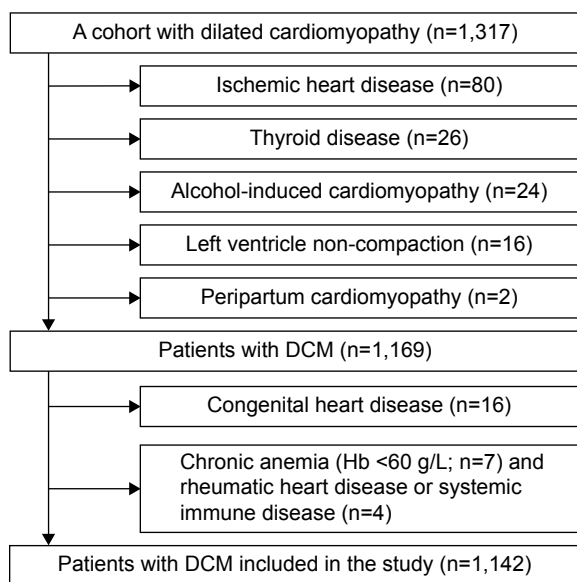 A cohort with dilated cardiomyopathy (n=1,317)
Ischemic heart disease (n=80)
Thyroid disease (n=26)
Alcohol-induced cardiomyopathy (n=24)
Left ventricle non-compaction (n=16)
Peripartum cardiomyopathy (n=2)
Patients with DCM (n=1,169)
Congenital heart disease (n=16)
Chronic anemia (Hb <60 g/L; n=7) and
rheumatic heart disease or systemic
immune disease (n=4)
Patients with DCM included in the study (n=1,142)